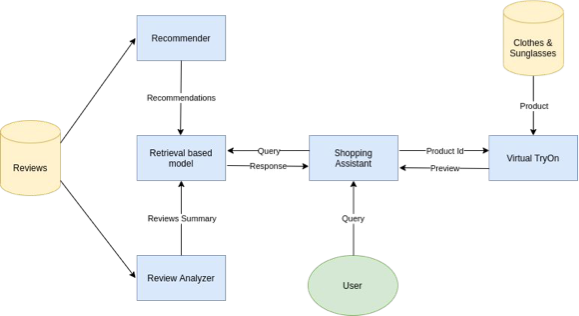 Recommender
Clothes &
Sunglasses
Recommendations
Product
Reviews
Retrieval based
model
Query
Response
Shopping
Assistant
Product Id
Preview
Virtual TryOn
Reviews Summary
Query
Review Analyzer
User